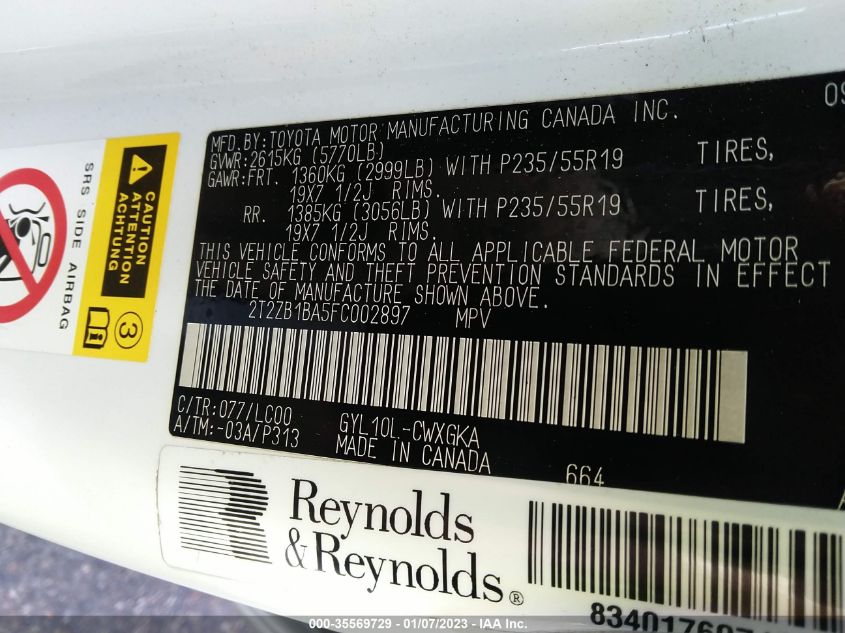 SRS SIDE AIRBAG
CAUTION
ATTENTION
ACHTUNG
3
09
MFD.BY:TOYOTA MOTOR MANUFACTURING CANADA INC.
GVWR:2615KG (5770LB)
GAWR:FRT. 1360KG (2999LB) WITH P235/55R19 TIRES,
19X7 1/2J RIMS.
RR. 1385KG (3056LB) WITH P235/55R19 TIRES,
19X7 1/2J RIMS.
THIS VEHICLE CONFORMS TO ALL APPLICABLE FEDERAL MOTOR
VEHICLE SAFETY AND THEFT PREVENTION STANDARDS IN EFFECT
THE DATE OF MANUFACTURE SHOWN ABOVE.
2T2ZB1BA5FC002897 MPV
C/TR:077/LC00 GYL10L-CWXGKA
A/TM:-03A/P313 MADE IN CANADA
664
Reynolds
&Reynolds®
000-35569729 - 01/07/2023 - IAA Inc.